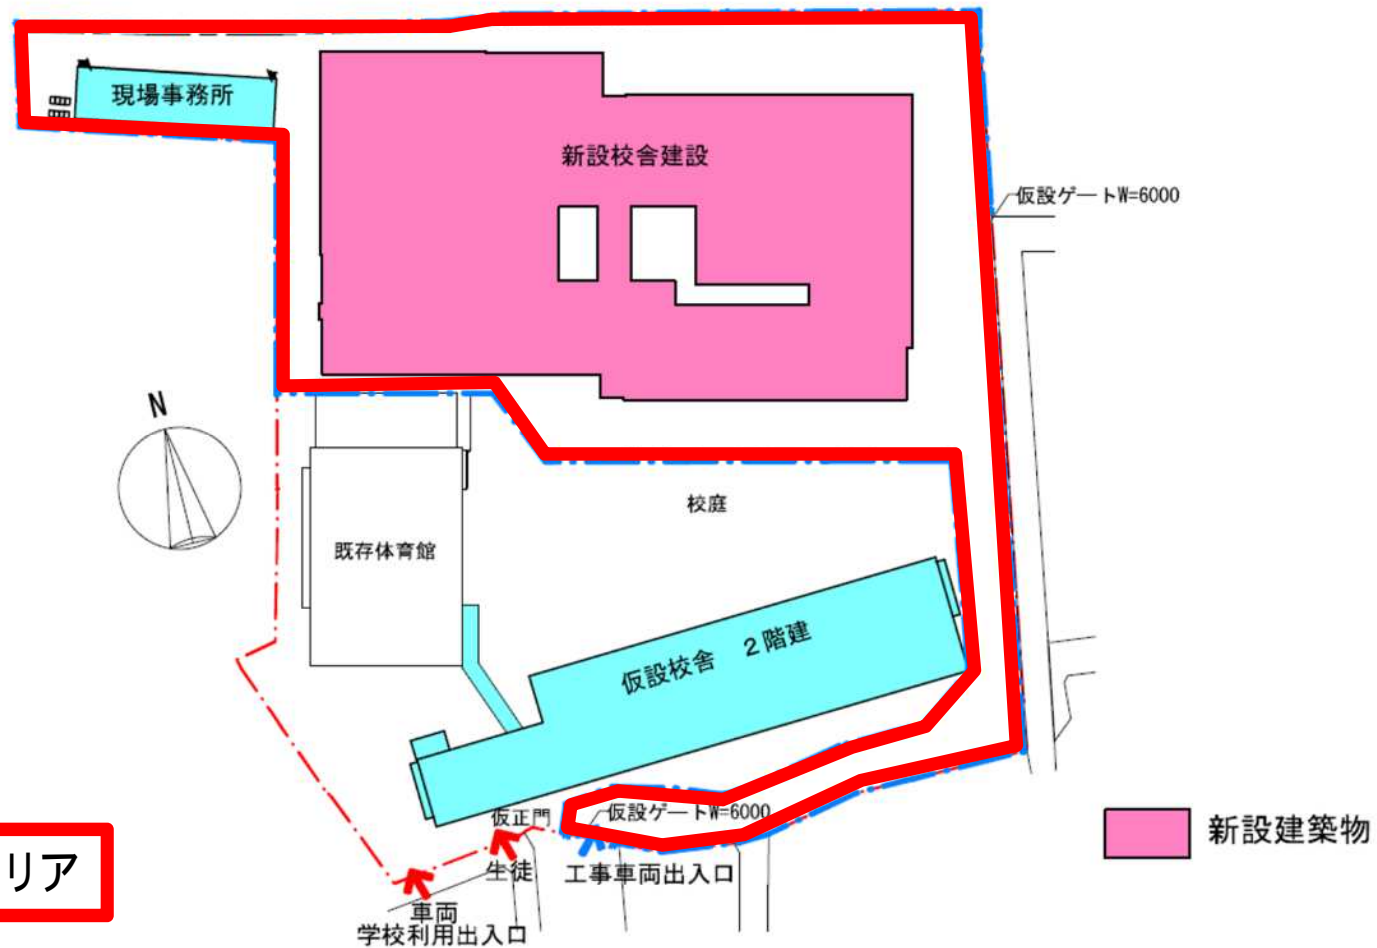 現場事務所
新設校舎建設
仮設ゲートW=6000
N
校庭
既存体育館
仮設校舎 2階建
仮設ゲートW=6000
仮正門
新設建築物
リア
生徒
工事車両出入口
車両
学校利用出入口